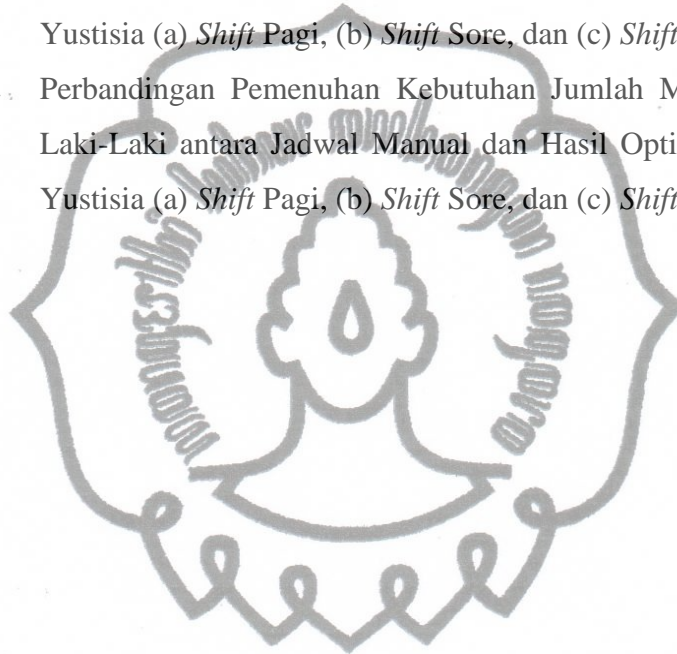 Yustisia (a) Shift Pagi, (b) Shift Sore, dan (c) Shift
Perbandingan Pemenuhan Kebutuhan Jumlah M
Laki-Laki antara Jadwal Manual dan Hasil Opti
Yustisia (a) Shift Pagi, (b) Shift Sore, dan (c) Shift